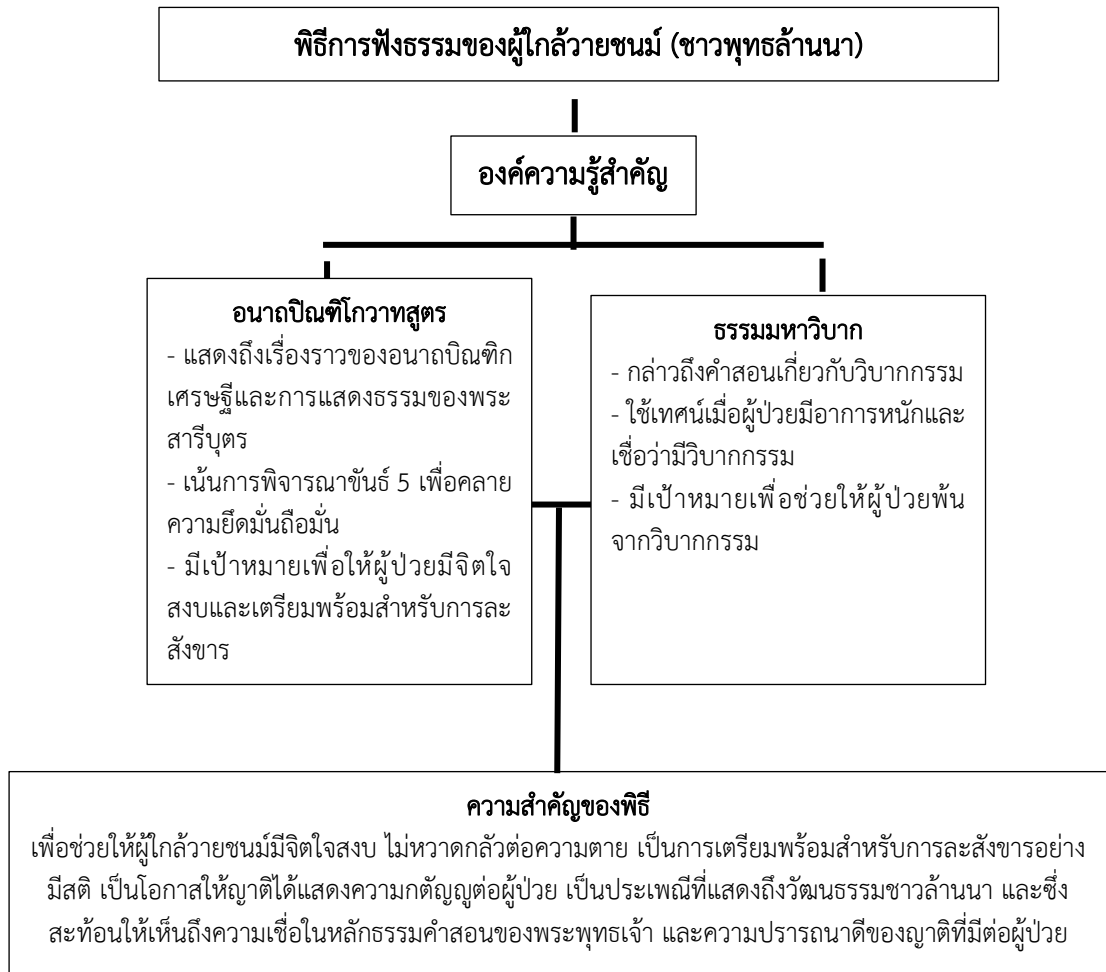 พิธีการฟังธรรมของผู้ใกล้วายชนม์ (ชาวพุทธล้านนา)
องค์ความรู้สำคัญ
อนาถปิณฑิโกวาทสูตร
- แสดงถึงเรื่องราวของอนาถบิณฑิก
เศรษฐีและการแสดงธรรมของพระ
สารีบุตร
- เน้นการพิจารณาขันธ์ 5 เพื่อคลาย
ความยึดมั่นถือมั่น
- มีเป้าหมายเพื่อให้ผู้ป่วยมีจิตใจ
สงบและเตรียมพร้อมสำหรับการละ
สังขาร
ธรรมมหาวิบาก
- กล่าวถึงคำสอนเกี่ยวกับวิบากกรรม
- ใช้เทศน์เมื่อผู้ป่วยมีอาการหนักและ
เชื่อว่ามีวิบากกรรม
- มีเป้าหมายเพื่อช่วยให้ผู้ป่วยพ้น
จากวิบากกรรม
ความสำคัญของพิธี
เพื่อช่วยให้ผู้ใกล้วายชนม์มีจิตใจสงบ ไม่หวาดกลัวต่อความตาย เป็นการเตรียมพร้อมสำหรับการละสังขารอย่าง
มีสติ เป็นโอกาสให้ญาติได้แสดงความกตัญญูต่อผู้ป่วย เป็นประเพณีที่แสดงถึงวัฒนธรรมชาวล้านนา และซึ่ง
สะท้อนให้เห็นถึงความเชื่อในหลักธรรมคำสอนของพระพุทธเจ้า และความปรารถนาดีของญาติที่มีต่อผู้ป่วย